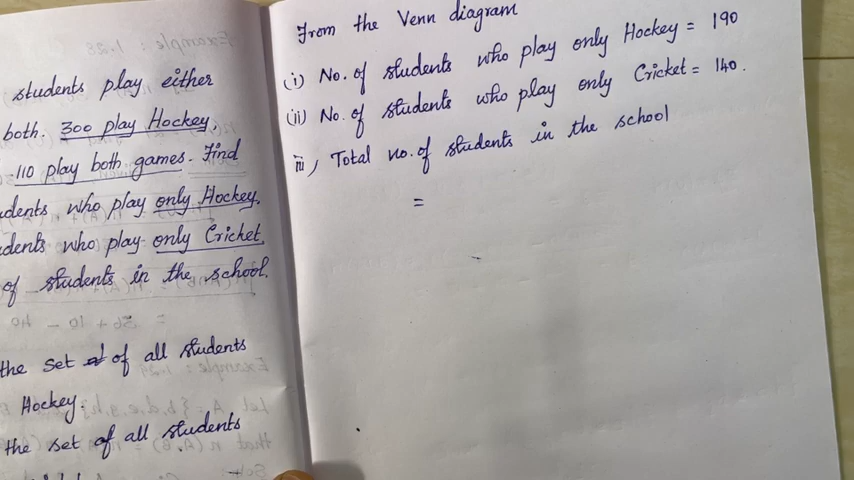 students play either
both. 300 play Hockey,
110 play both games. Find
dents who play only Hockey,
dents who play only Cricket,
of students in the school.
the set of all students
Hockey.
the set of all students
From the Venn diagram
(i) No. of students who play only Hockey = 190
(ii) No. of students who play only Cricket = 140.
iii) Total no. of students in the school
=